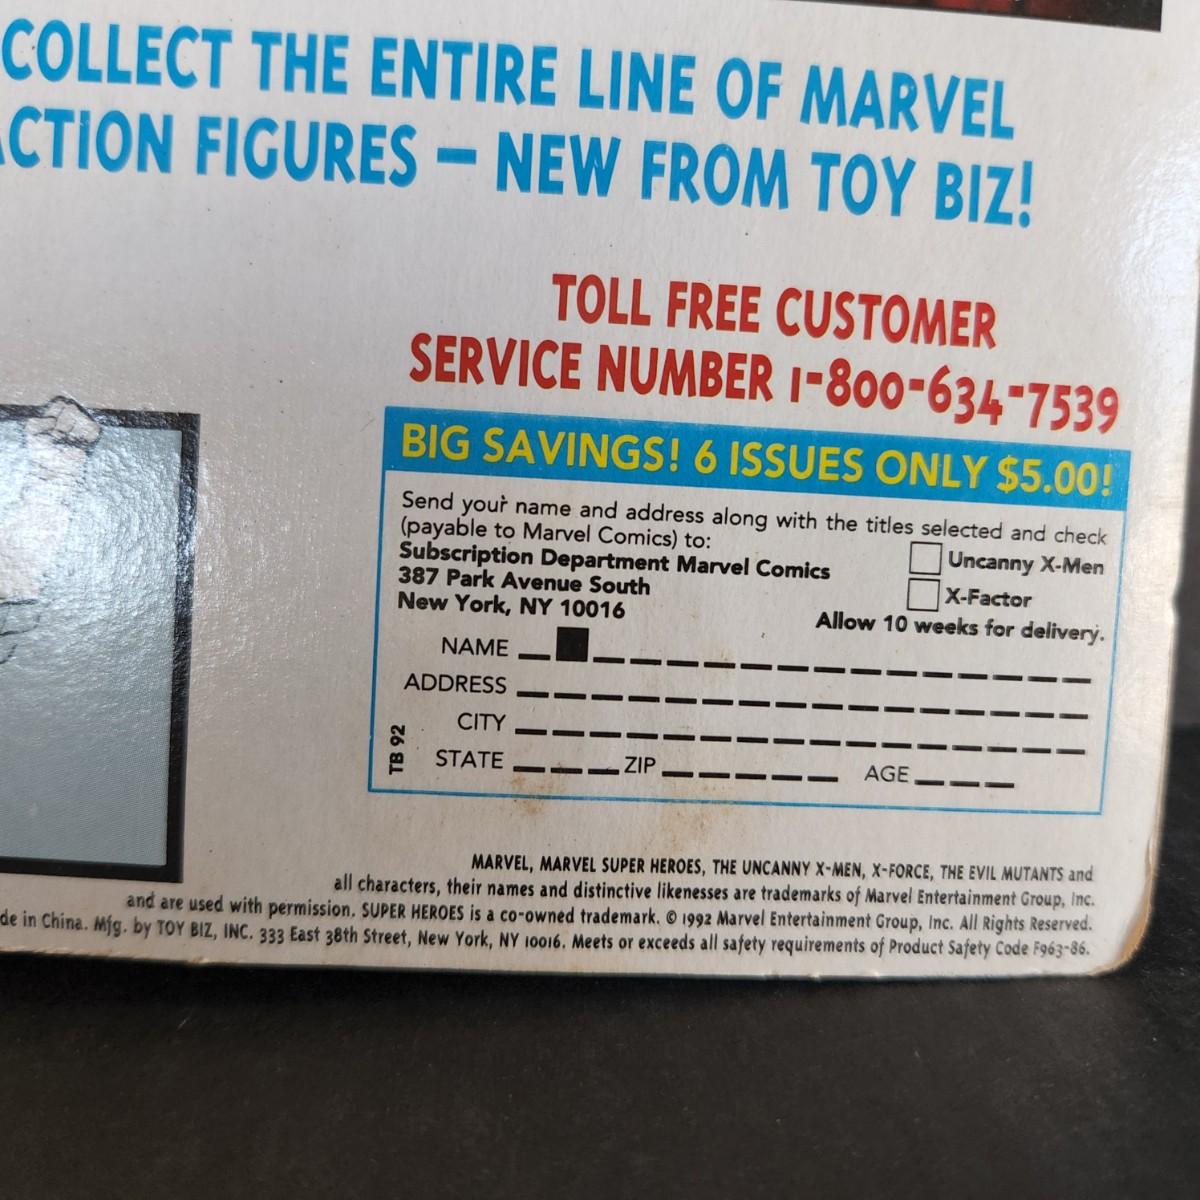 COLLECT THE ENTIRE LINE OF MARVEL
ACTION FIGURES – NEW FROM TOY BIZ!
TOLL FREE CUSTOMER
SERVICE NUMBER 1-800-634-7539
BIG SAVINGS! 6 ISSUES ONLY $5.00!
Send your name and address along with the titles selected and check
(payable to Marvel Comics) to:
Subscription Department Marvel Comics
387 Park Avenue South
New York, NY 10016
Uncanny X-Men
X-Factor
Allow 10 weeks for delivery.
NAME
ADDRESS
CITY
STATE ZIP AGE
TB 92
MARVEL, MARVEL SUPER HEROES, THE UNCANNY X-MEN, X-FORCE, THE EVIL MUTANTS and
all characters, their names and distinctive likenesses are trademarks of Marvel Entertainment Group, Inc.
and are used with permission. SUPER HEROES is a co-owned trademark. © 1992 Marvel Entertainment Group, Inc. All Rights Reserved.
de in China. Mfg. by TOY BIZ, INC. 333 East 38th Street, New York, NY 10016. Meets or exceeds all safety requirements of Product Safety Code F963-86.